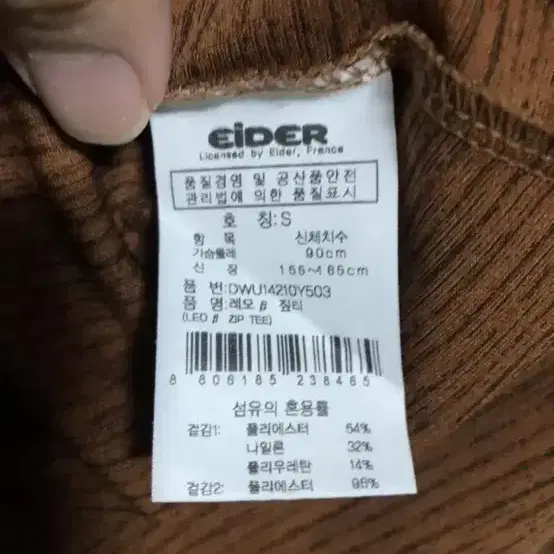 EiDER
Licensed by Eider, France
품질경영 및 공산품안전
관리법에 의한 품질표시
호 칭:S
항 목 신체치수
가슴둘레 90cm
신 장 155~165cm
품 번:DWU14210Y503
품 명:레오 β 짚티
(LEO β ZIP TEE)
8 806185 238465
섬유의 혼용률
겉감1: 폴리에스터 54%
나일론 32%
폴리우레탄 14%
겉감2: 폴리에스터 96%